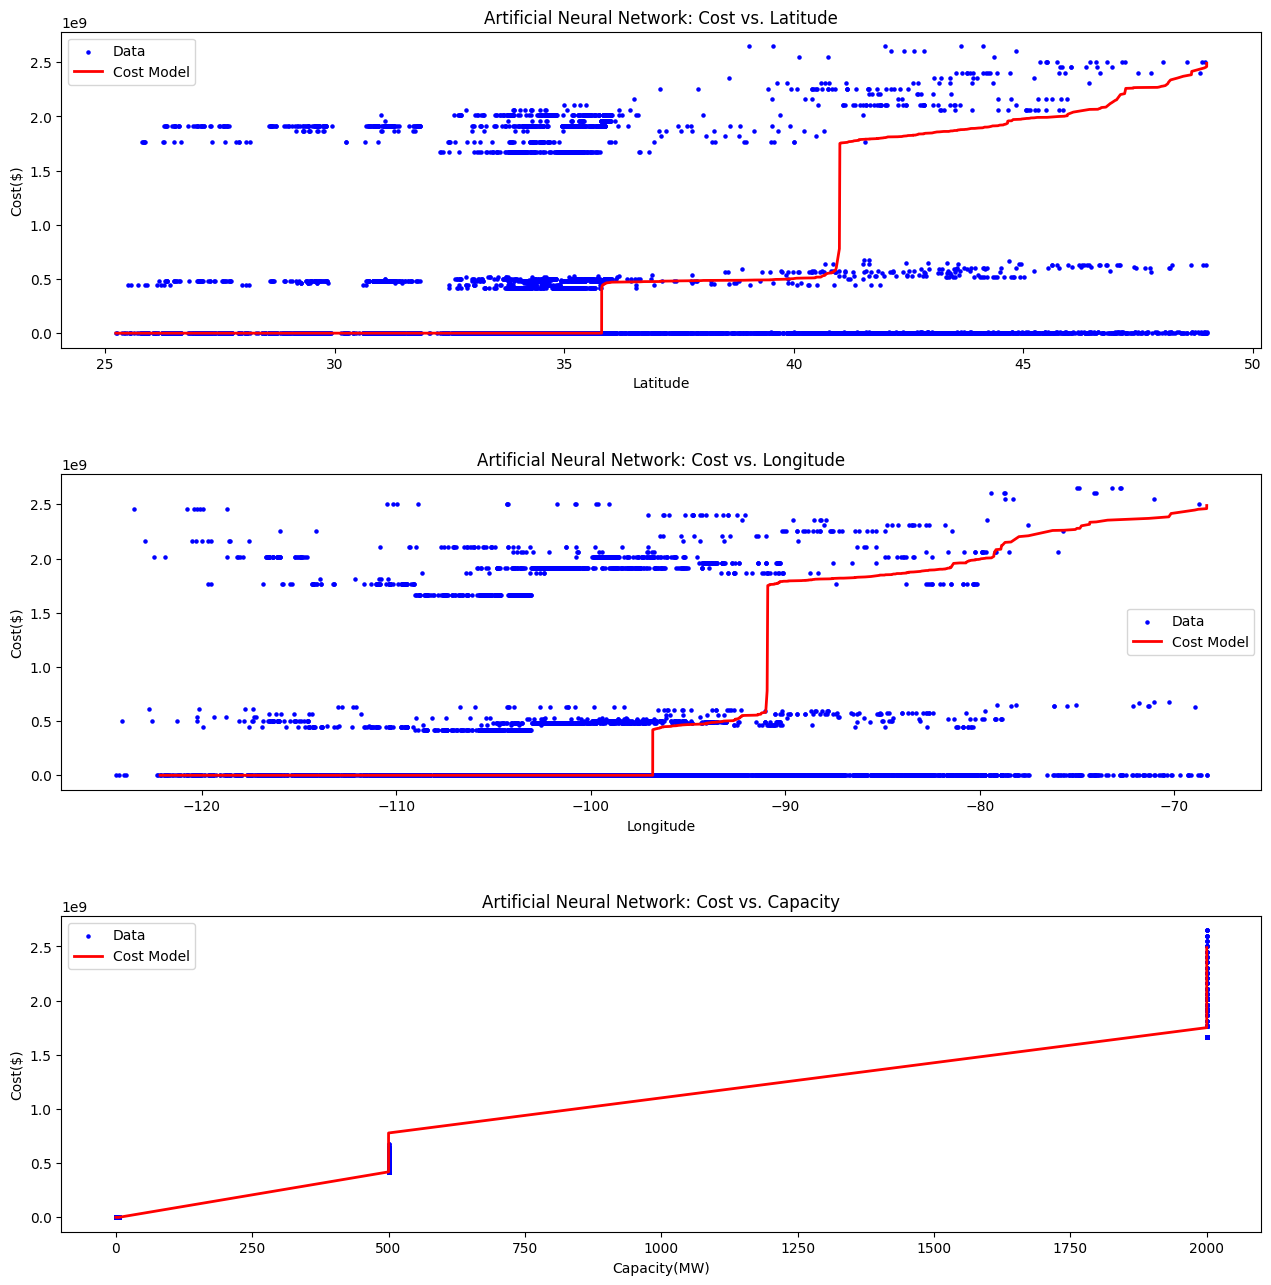 Artificial Neural Network: Cost vs. Latitude
1e9
Data
Cost Model
2.5
2.0
1.5
1.0
0.5
0.0
Cost($)
25 30 35 40 45 50
Latitude
Artificial Neural Network: Cost vs. Longitude
1e9
2.5
2.0
1.5
1.0
0.5
0.0
Cost($)
Data
Cost Model
−120 −110 −100 −90 −80 −70
Longitude
Artificial Neural Network: Cost vs. Capacity
1e9
Data
Cost Model
2.5
2.0
1.5
1.0
0.5
0.0
Cost($)
0 250 500 750 1000 1250 1500 1750 2000
Capacity(MW)